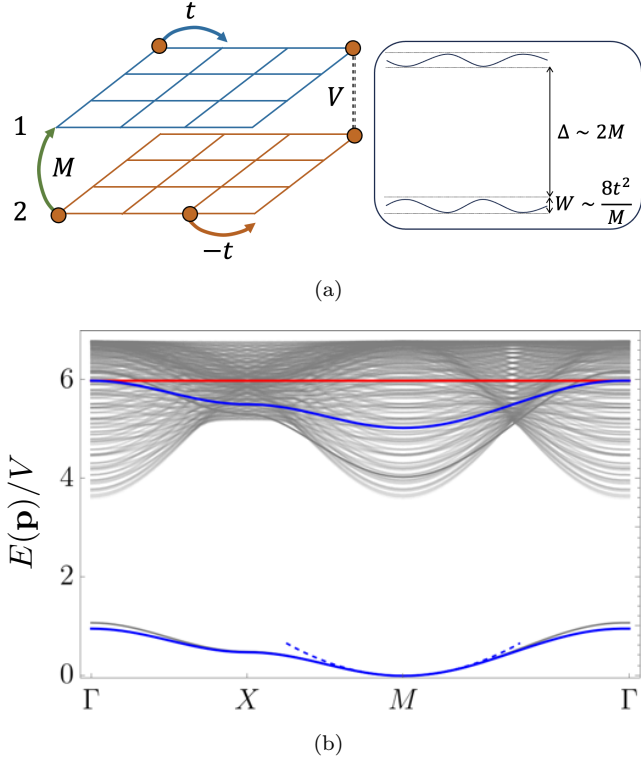 t
1
M
2
V
−t
Δ ~ 2M
W ~ 8t²/M
(a)
E(p)/V
6
4
2
0
Γ X M Γ
(b)